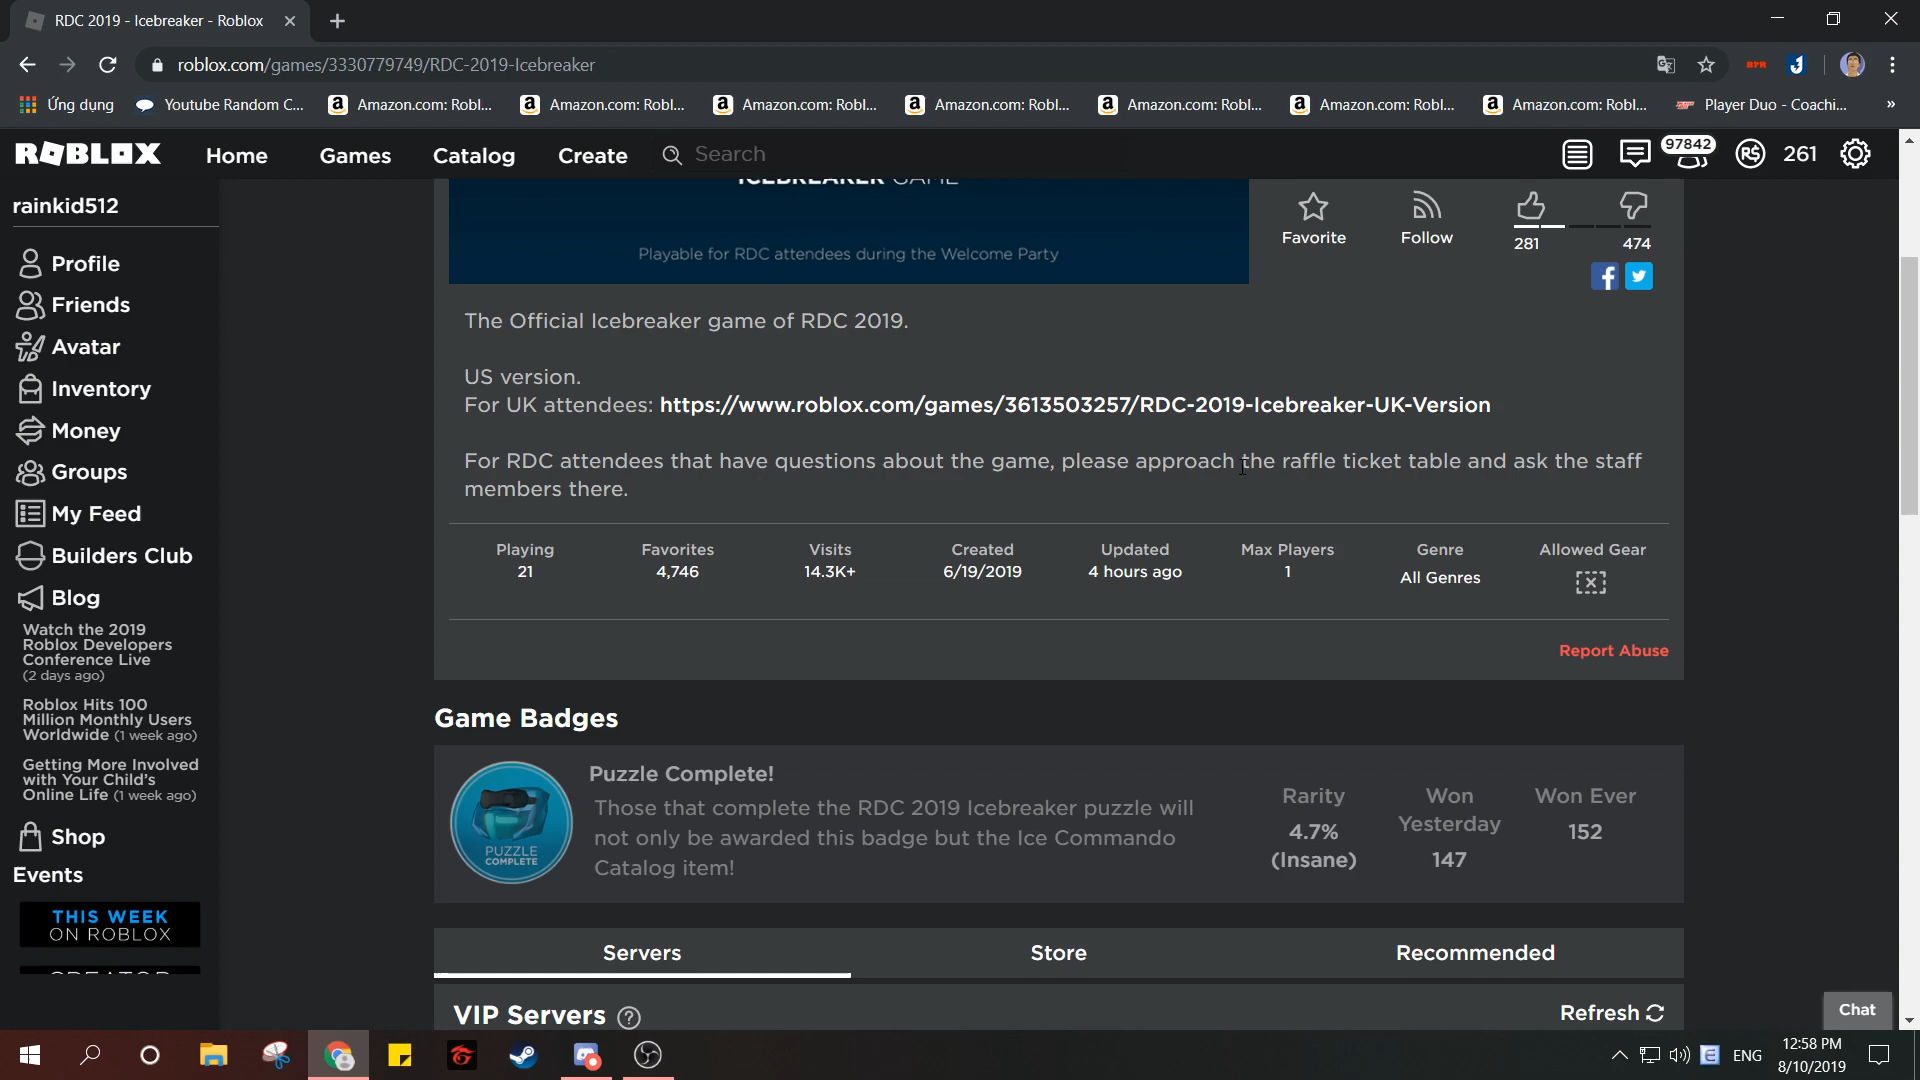 RDC 2019 - Icebreaker - Roblox
roblox.com/games/3330779749/RDC-2019-Icebreaker
Ứng dụng
Youtube Random C...
Amazon.com: Robl...
Amazon.com: Robl...
Amazon.com: Robl...
Amazon.com: Robl...
Amazon.com: Robl...
Amazon.com: Robl...
Amazon.com: Robl...
Player Duo - Coachi...
ROBLOX
Home
Games
Catalog
Create
Search
97842
R$
261
rainkid512
Profile
Friends
Avatar
Inventory
Money
Groups
My Feed
Builders Club
Blog
Watch the 2019
Roblox Developers
Conference Live
(2 days ago)
Roblox Hits 100
Million Monthly Users
Worldwide (1 week ago)
Getting More Involved
with Your Child's
Online Life (1 week ago)
Shop
Events
THIS WEEK
ON ROBLOX
CREATOR
ICEBREAKER GAME
Playable for RDC attendees during the Welcome Party
Favorite
Follow
281
474
The Official Icebreaker game of RDC 2019.
US version.
For UK attendees: https://www.roblox.com/games/3613503257/RDC-2019-Icebreaker-UK-Version
For RDC attendees that have questions about the game, please approach the raffle ticket table and ask the staff
members there.
Playing
21
Favorites
4,746
Visits
14.3K+
Created
6/19/2019
Updated
4 hours ago
Max Players
1
Genre
All Genres
Allowed Gear
Report Abuse
Game Badges
PUZZLE
COMPLETE
Puzzle Complete!
Those that complete the RDC 2019 Icebreaker puzzle will
not only be awarded this badge but the Ice Commando
Catalog item!
Rarity
4.7%
(Insane)
Won
Yesterday
147
Won Ever
152
Servers
Store
Recommended
VIP Servers
Refresh
Chat
ENG
12:58 PM
8/10/2019